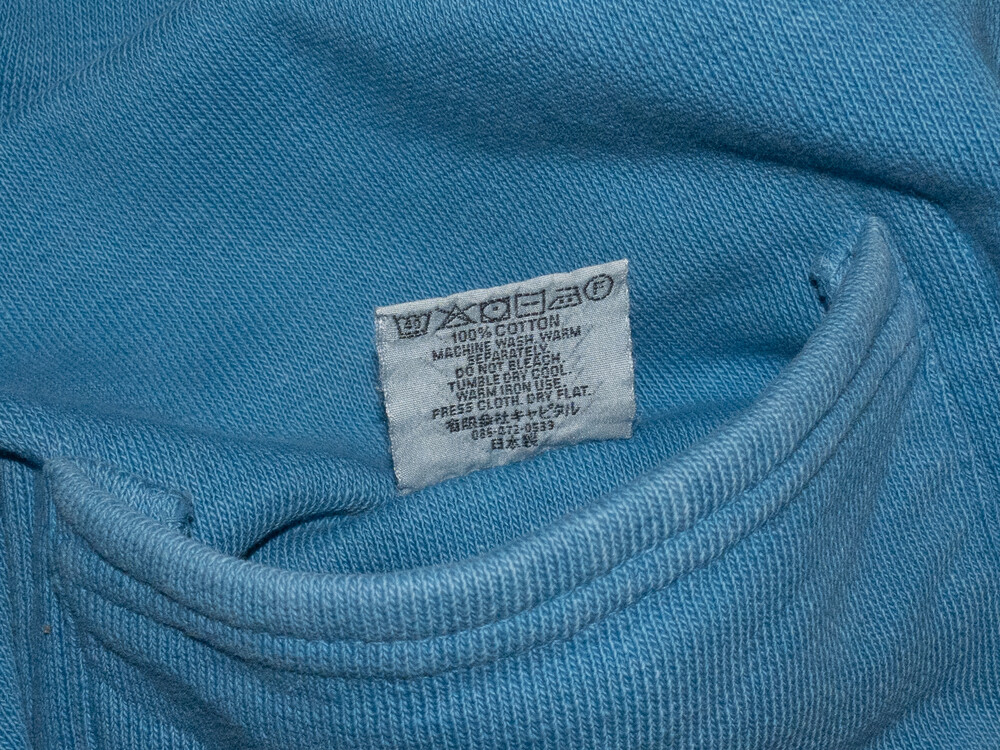 40 F
100% COTTON
MACHINE WASH, WARM
SEPARATELY.
DO NOT BLEACH.
TUMBLE DRY COOL.
WARM IRON USE,
PRESS CLOTH. DRY FLAT.
有限会社キャピタル
086-472-0533
日本製